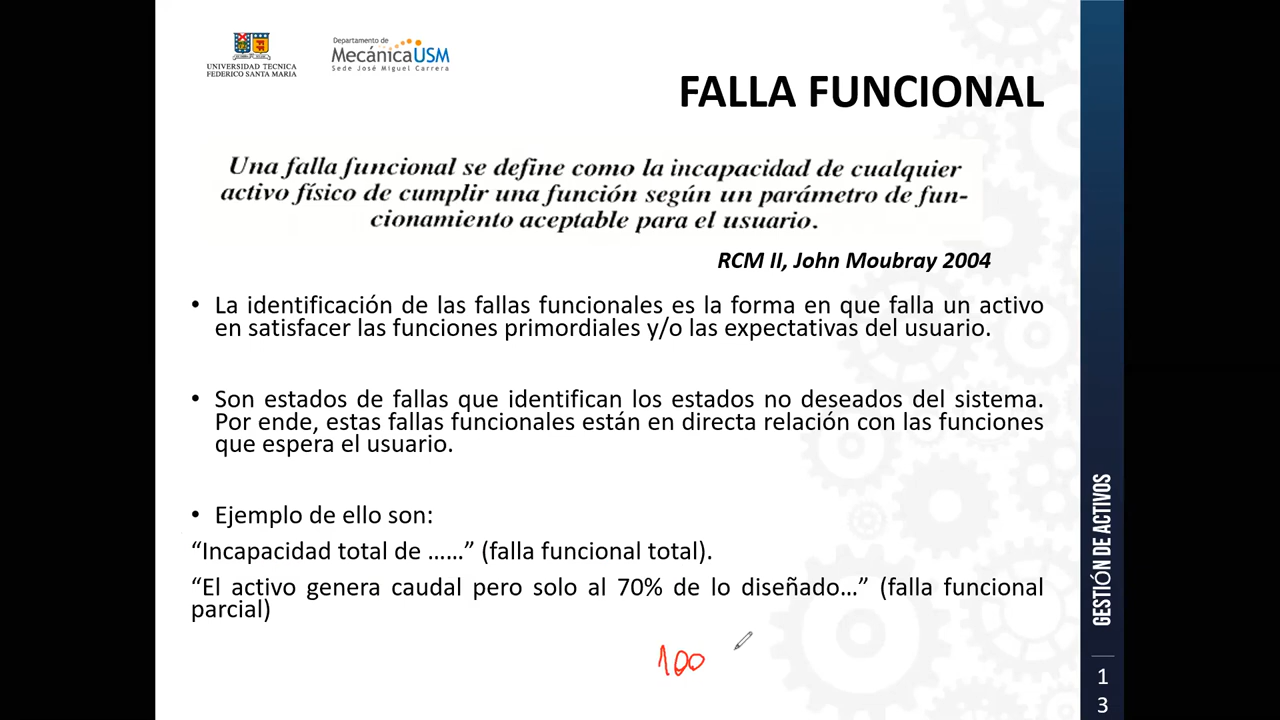 UNIVERSIDAD TECNICA
FEDERICO SANTA MARIA
Departamento de
MecánicaUSM
Sede José Miguel Carrera
FALLA FUNCIONAL
Una falla funcional se define como la incapacidad de cualquier
activo físico de cumplir una función según un parámetro de fun-
cionamiento aceptable para el usuario.
RCM II, John Moubray 2004
• La identificación de las fallas funcionales es la forma en que falla un activo
en satisfacer las funciones primordiales y/o las expectativas del usuario.
• Son estados de fallas que identifican los estados no deseados del sistema.
Por ende, estas fallas funcionales están en directa relación con las funciones
que espera el usuario.
• Ejemplo de ello son:
“Incapacidad total de ……” (falla funcional total).
“El activo genera caudal pero solo al 70% de lo diseñado…” (falla funcional
parcial)
100
GESTIÓN DE ACTIVOS
1
3